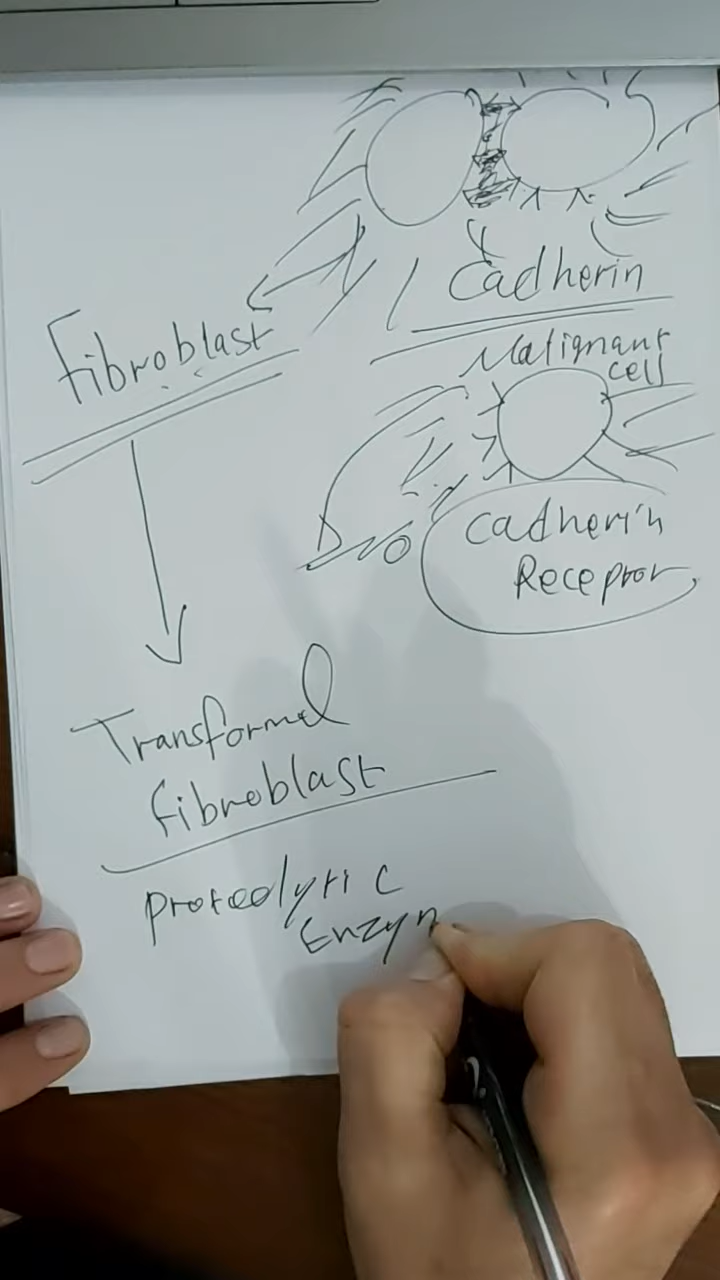 Cadherin
Fibroblast
Malignant
cell
Cadherin
Receptor
Transformed
fibroblast
Proteolytic
Enzym